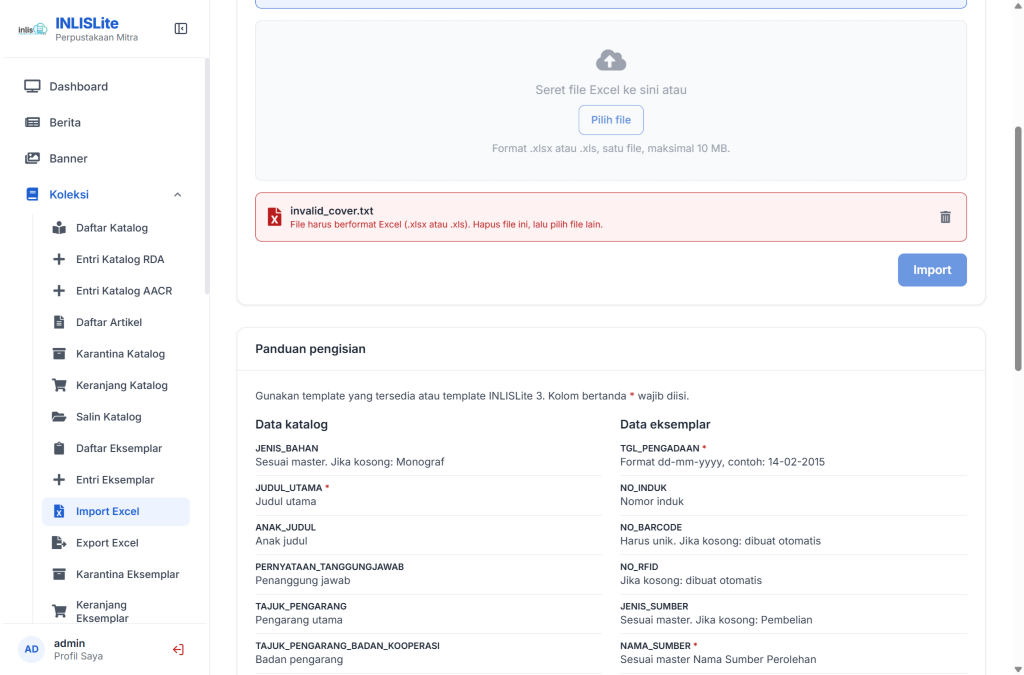 inlis
INLISLite
Perpustakaan Mitra
Dashboard
Berita
Banner
Koleksi
Daftar Katalog
Entri Katalog RDA
Entri Katalog AACR
Daftar Artikel
Karantina Katalog
Keranjang Katalog
Salin Katalog
Daftar Eksemplar
Entri Eksemplar
Import Excel
Export Excel
Karantina Eksemplar
Keranjang
Eksemplar
AD
admin
Profil Saya
Seret file Excel ke sini atau
Pilih file
Format .xlsx atau .xls, satu file, maksimal 10 MB.
invalid_cover.txt
File harus berformat Excel (.xlsx atau .xls). Hapus file ini, lalu pilih file lain.
Import
Panduan pengisian
Gunakan template yang tersedia atau template INLISLite 3. Kolom bertanda * wajib diisi.
Data katalog
JENIS_BAHAN
Sesuai master. Jika kosong: Monograf
JUDUL_UTAMA *
Judul utama
ANAK_JUDUL
Anak judul
PERNYATAAN_TANGGUNGJAWAB
Penanggung jawab
TAJUK_PENGARANG
Pengarang utama
TAJUK_PENGARANG_BADAN_KOOPERASI
Badan pengarang
Data eksemplar
TGL_PENGADAAN *
Format dd-mm-yyyy, contoh: 14-02-2015
NO_INDUK
Nomor induk
NO_BARCODE
Harus unik. Jika kosong: dibuat otomatis
NO_RFID
Jika kosong: dibuat otomatis
JENIS_SUMBER
Sesuai master. Jika kosong: Pembelian
NAMA_SUMBER *
Sesuai master Nama Sumber Perolehan